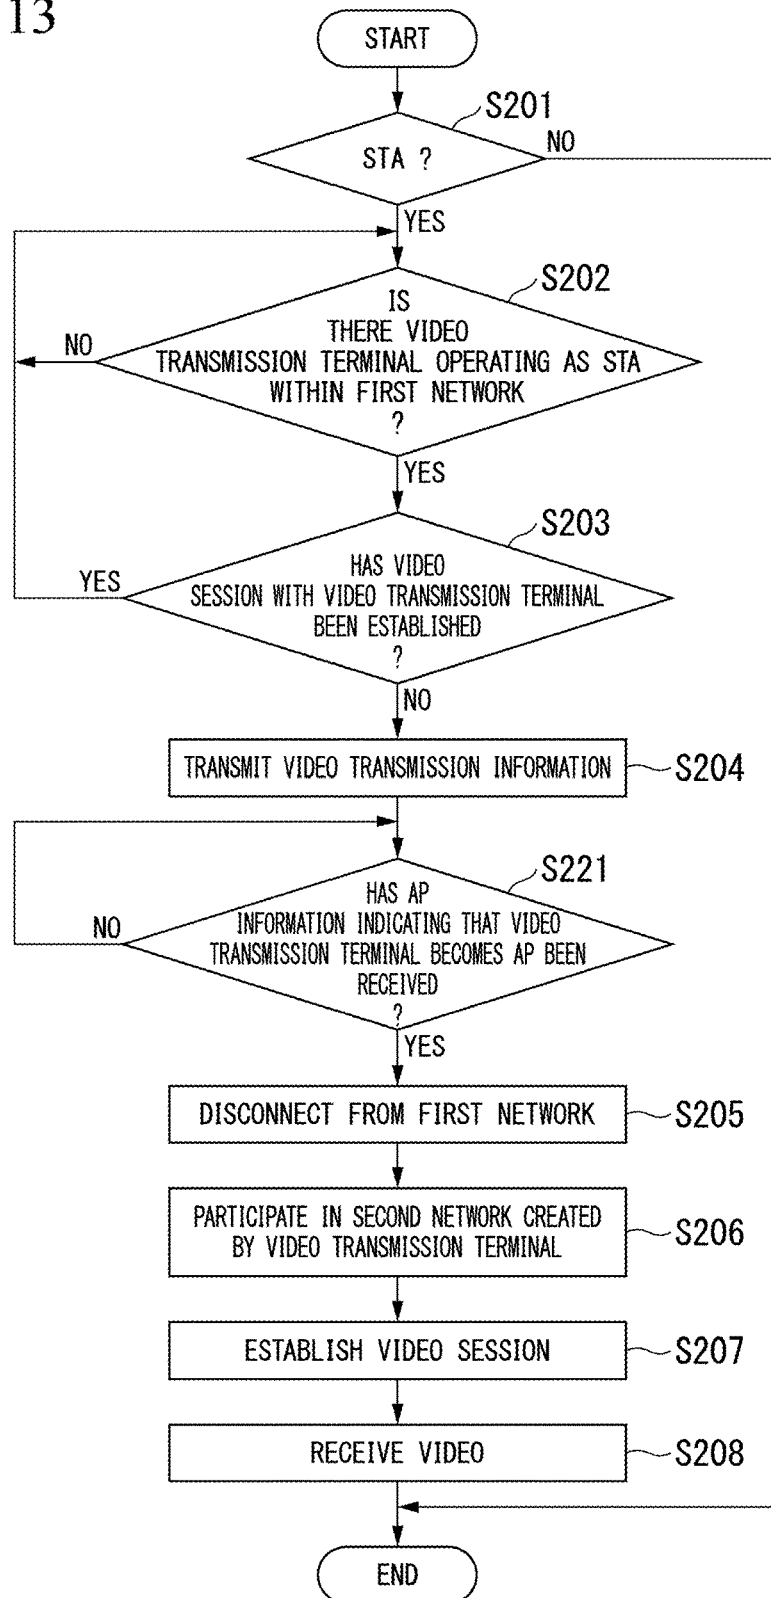 13
START
S201
STA ?
NO
YES
S202
IS
THERE VIDEO
TRANSMISSION TERMINAL OPERATING AS STA
WITHIN FIRST NETWORK
?
NO
YES
S203
HAS VIDEO
SESSION WITH VIDEO TRANSMISSION TERMINAL
BEEN ESTABLISHED
?
YES
NO
TRANSMIT VIDEO TRANSMISSION INFORMATION
S204
S221
HAS AP
INFORMATION INDICATING THAT VIDEO
TRANSMISSION TERMINAL BECOMES AP BEEN
RECEIVED
?
NO
YES
DISCONNECT FROM FIRST NETWORK
S205
PARTICIPATE IN SECOND NETWORK CREATED
BY VIDEO TRANSMISSION TERMINAL
S206
ESTABLISH VIDEO SESSION
S207
RECEIVE VIDEO
S208
END